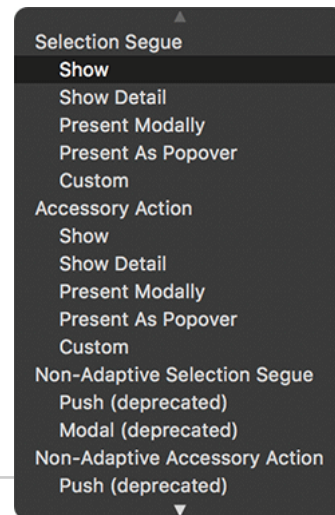 Selection Segue
Show
Show Detail
Present Modally
Present As Popover
Custom
Accessory Action
Show
Show Detail
Present Modally
Present As Popover
Custom
Non-Adaptive Selection Segue
Push (deprecated)
Modal (deprecated)
Non-Adaptive Accessory Action
Push (deprecated)